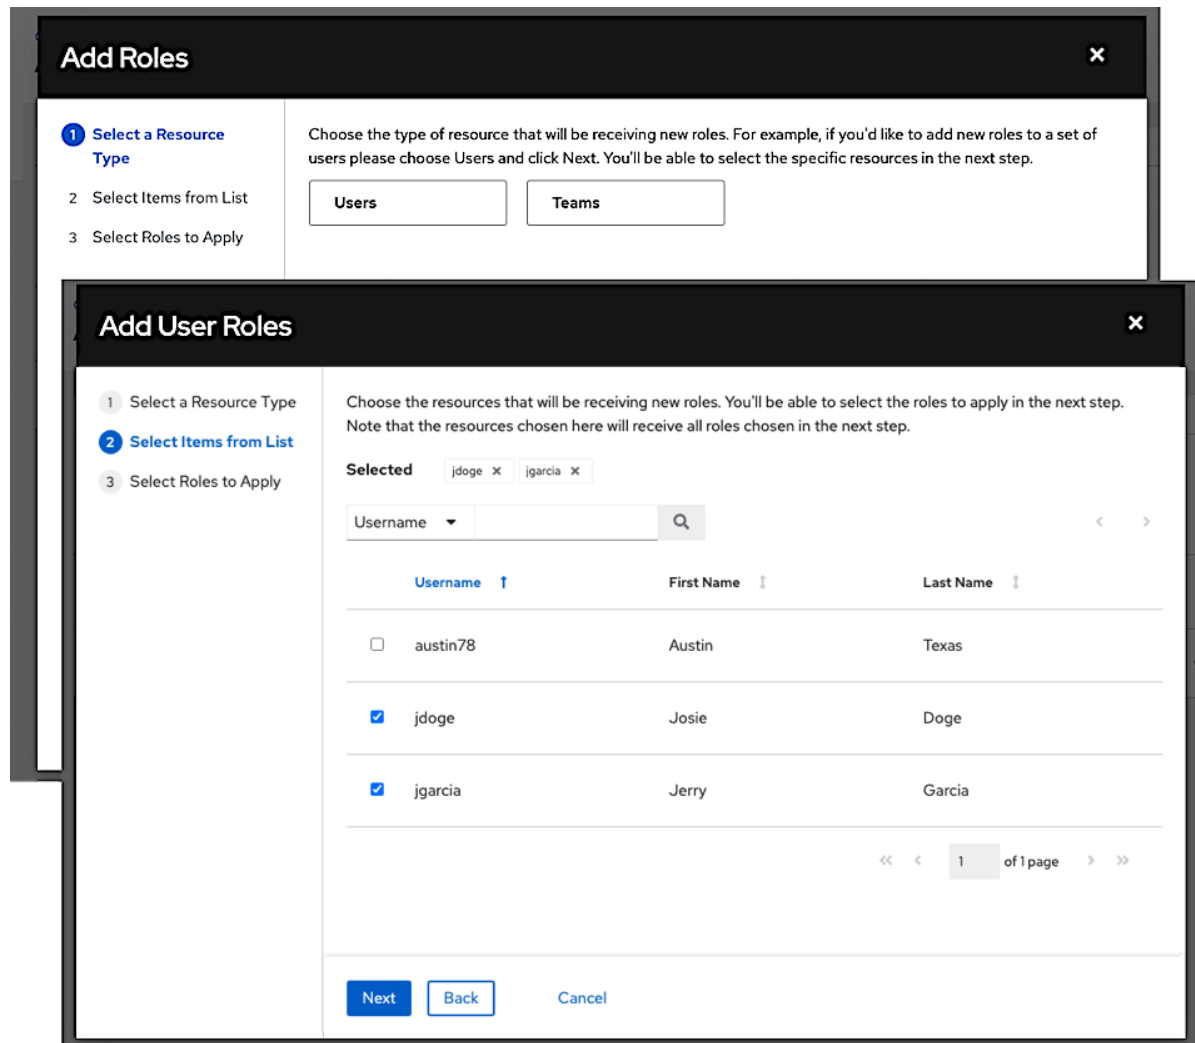 Add Roles
1 Select a Resource
Type
2 Select Items from List
3 Select Roles to Apply
Choose the type of resource that will be receiving new roles. For example, if you'd like to add new roles to a set of
users please choose Users and click Next. You'll be able to select the specific resources in the next step.
Users Teams
Add User Roles
1 Select a Resource Type
2 Select Items from List
3 Select Roles to Apply
Choose the resources that will be receiving new roles. You'll be able to select the roles to apply in the next step.
Note that the resources chosen here will receive all roles chosen in the next step.
Selected jdoge jgarcia
Username
Username First Name Last Name
austin78 Austin Texas
jdoge Josie Doge
jgarcia Jerry Garcia
1 of 1 page
Next Back Cancel